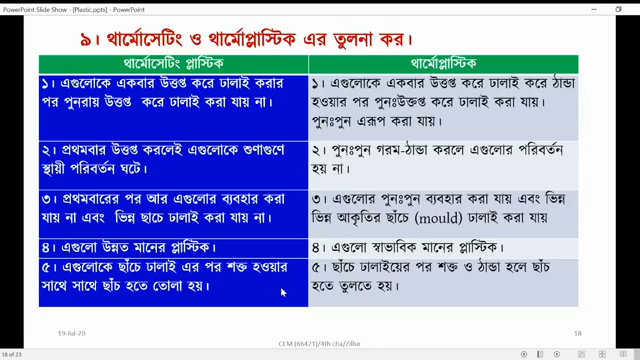 PowerPoint Slide Show - [Plastic.pptx] - PowerPoint
৯। থার্মোসেটিং ও থার্মোপ্লাস্টিক এর তুলনা কর।
থার্মোসেটিং প্লাস্টিক
১। এগুলোকে একবার উত্তপ্ত করে ঢালাই করার
পর পুনরায় উত্তপ্ত করে ঢালাই করা যায় না।
২। প্রথমবার উত্তপ্ত করলেই এগুলোকে গুণাগুণে
স্থায়ী পরিবর্তন ঘটে।
৩। প্রথমবারের পর আর এগুলোর ব্যবহার করা
যায় না এবং ভিন্ন ছাচে ঢালাই করা যায় না।
৪। এগুলো উন্নত মানের প্লাস্টিক।
৫। এগুলোকে ছাঁচে ঢালাই এর পর শক্ত হওয়ার
সাথে সাথে ছাঁচ হতে তোলা হয়।
থার্মোপ্লাস্টিক
১। এগুলোকে একবার উত্তপ্ত করে ঢালাই করে ঠান্ডা
হওয়ার পর পুনঃউক্তপ্ত করে ঢালাই করা যায়।
পুনঃপুন এরূপ করা যায়।
২। পুনঃপুন গরম-ঠান্ডা করলে এগুলোর পরিবর্তন
হয় না।
৩। এগুলোর পুনঃপুন ব্যবহার করা যায় এবং ভিন্ন
ভিন্ন আকৃতির ছাঁচে (mould) ঢালাই করা যায়
৪। এগুলো স্বাভাবিক মানের প্লাস্টিক।
৫। ছাঁচে ঢালাইয়ের পর শক্ত ও ঠান্ডা হলে ছাঁচ
হতে তুলতে হয়।
19-Jul-20
CEM (66421)/4th cha/Zillur
18
18 of 23